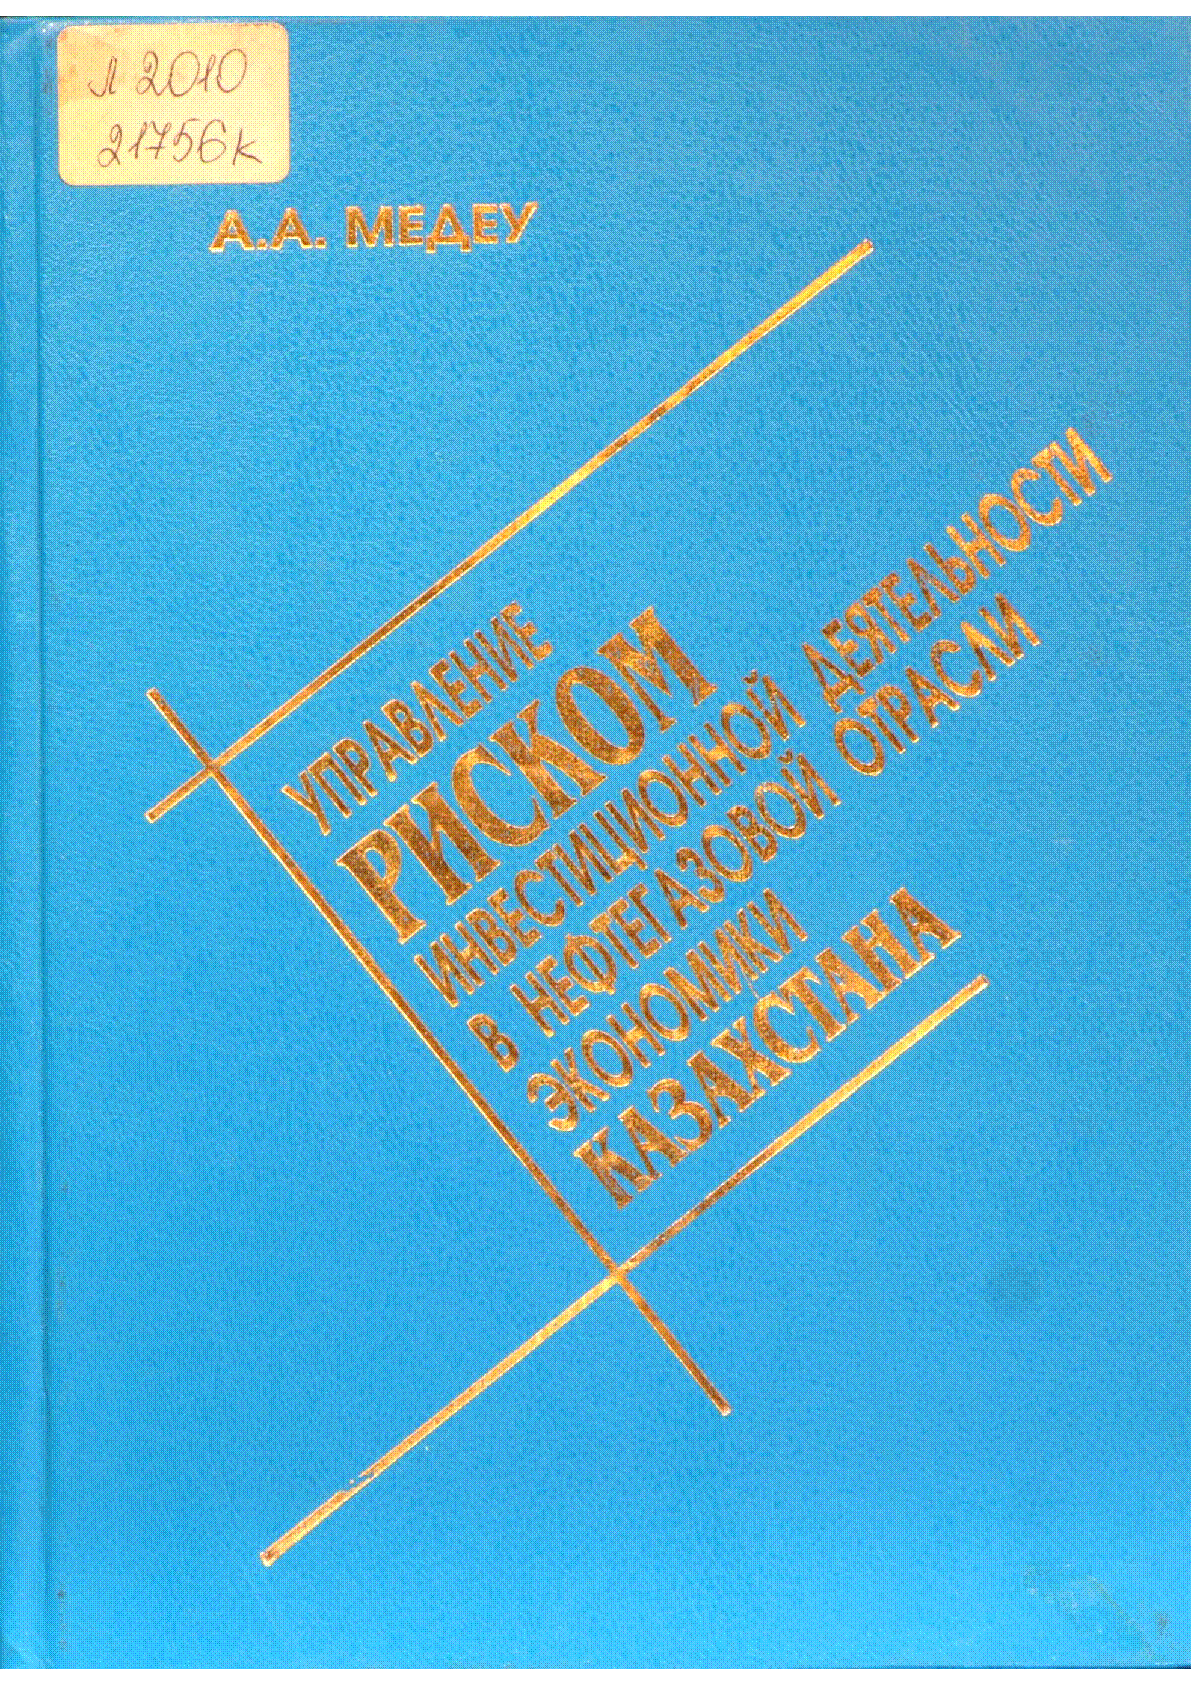 Л 2010
21756к
А.А. МЕДЕУ
УПРАВЛЕНИЕ
РИСКОМ
ИНВЕСТИЦИОННОЙ ДЕЯТЕЛЬНОСТИ
В НЕФТЕГАЗОВОЙ ОТРАСЛИ
ЭКОНОМИКИ
КАЗАХСТАНА